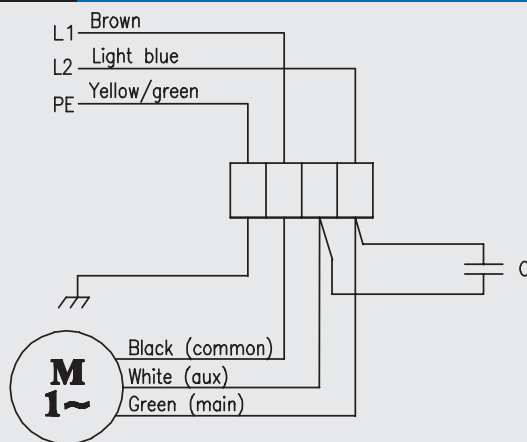 L1 Brown
L2 Light blue
PE Yellow/green
C
Black (common)
M
1~
White (aux)
Green (main)